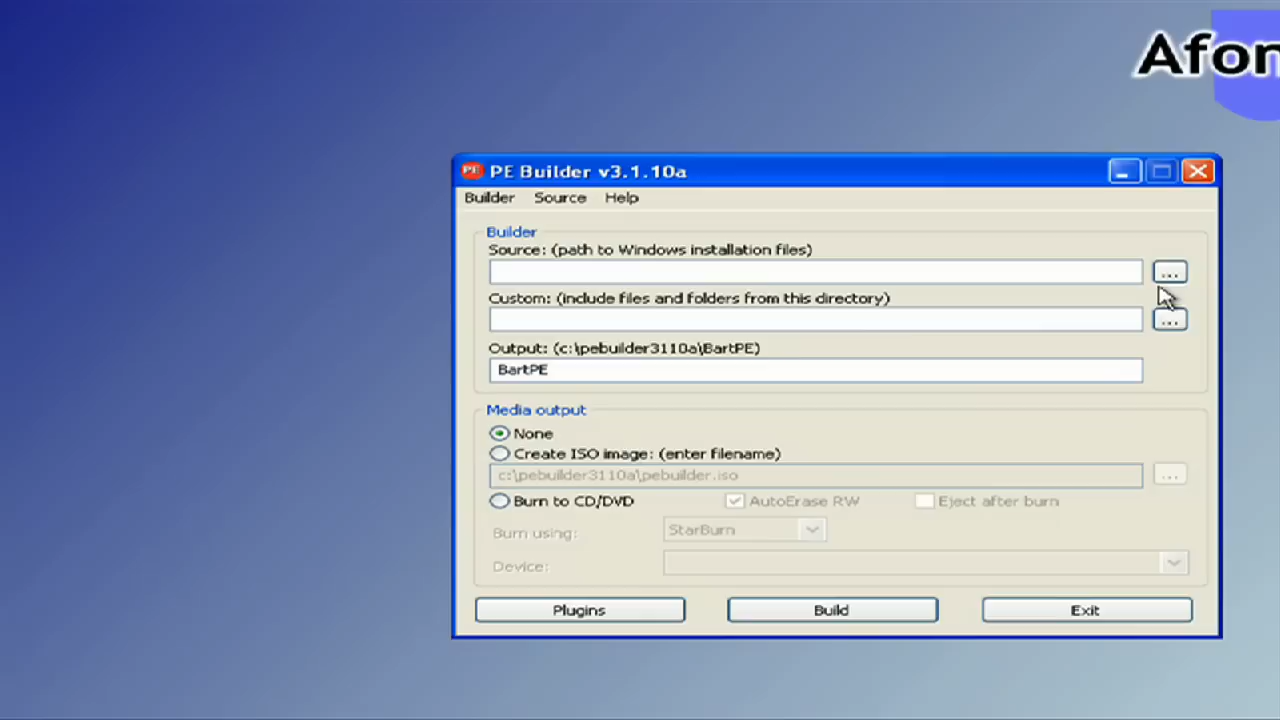 Afon
PE Builder v3.1.10a
Builder Source Help
Builder
Source: (path to Windows installation files)
...
Custom: (include files and folders from this directory)
...
Output: (c:\pebuilder3110a\BartPE)
BartPE
Media output
None
Create ISO image: (enter filename)
c:\pebuilder3110a\pebuilder.iso ...
Burn to CD/DVD AutoErase RW Eject after burn
Burn using: StarBurn
Device:
Plugins Build Exit